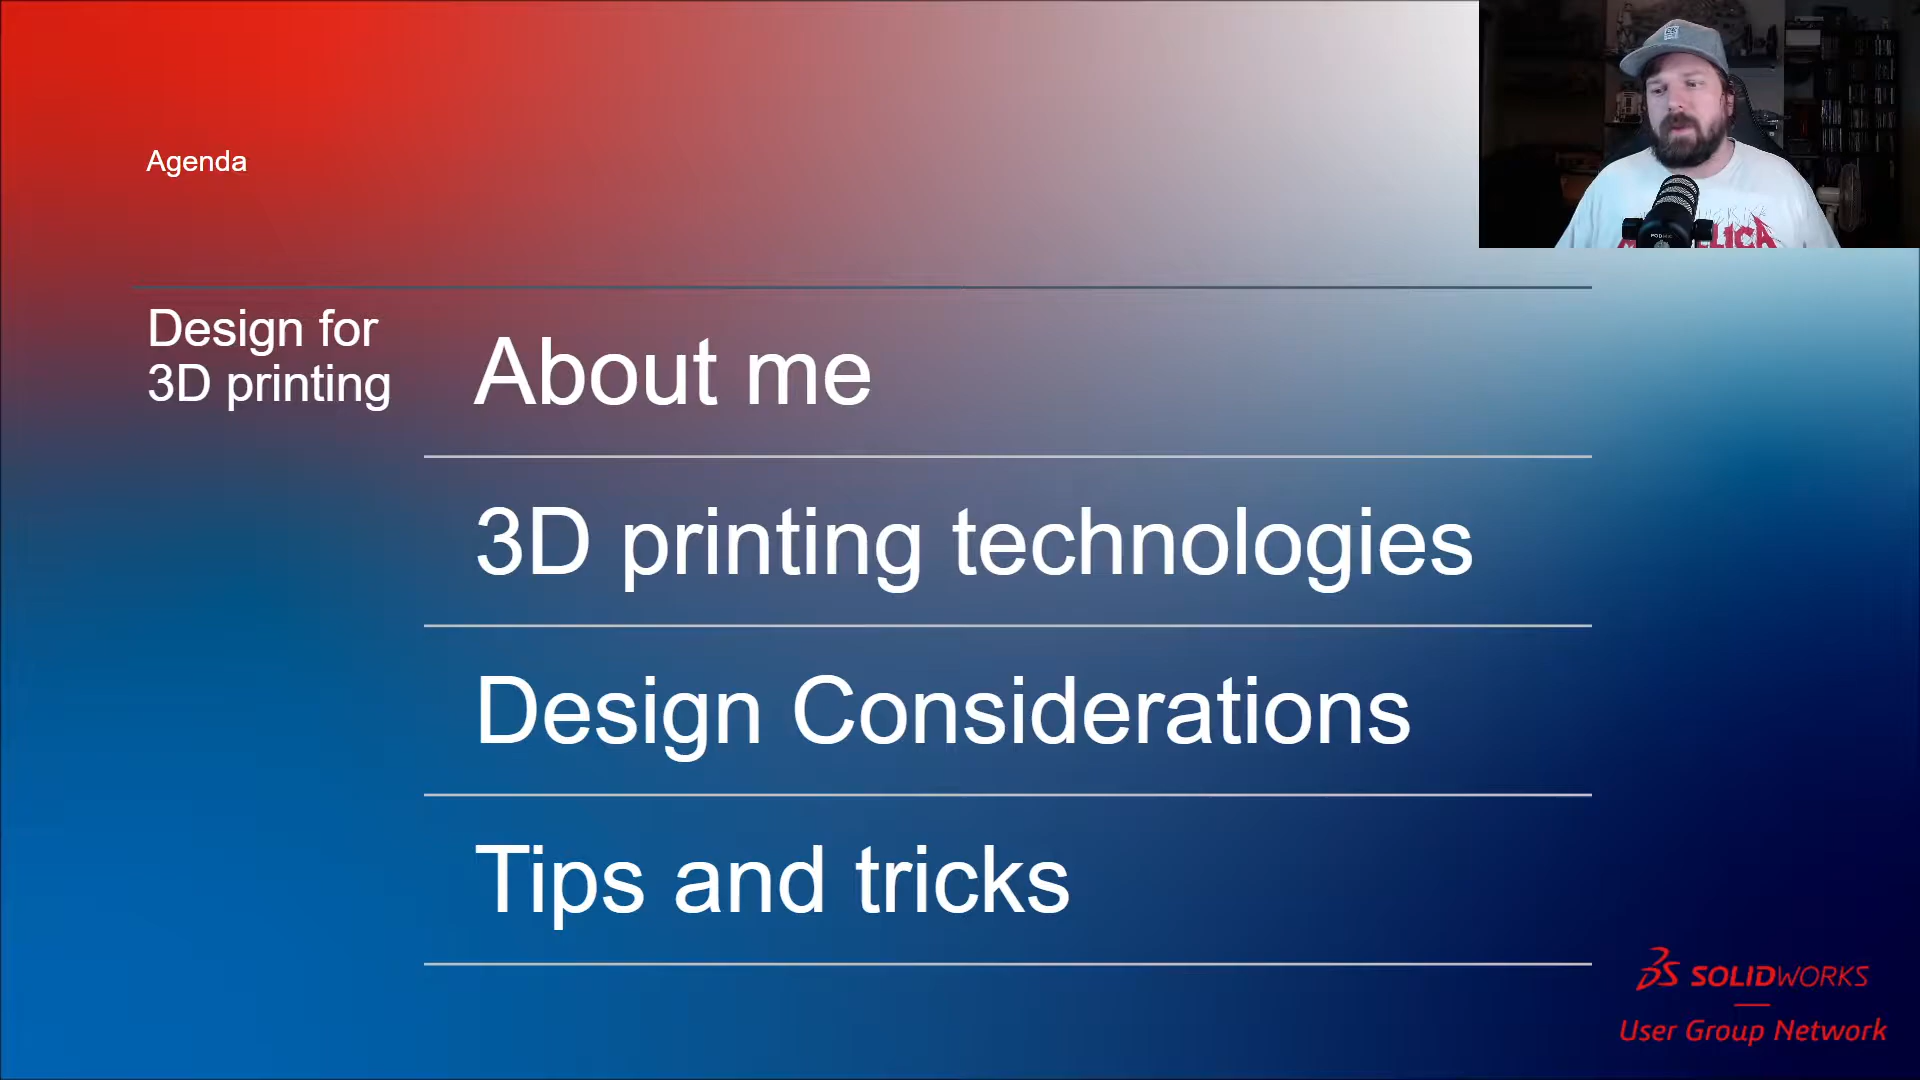 Agenda
Design for
3D printing
About me
3D printing technologies
Design Considerations
Tips and tricks
SOLIDWORKS
User Group Network